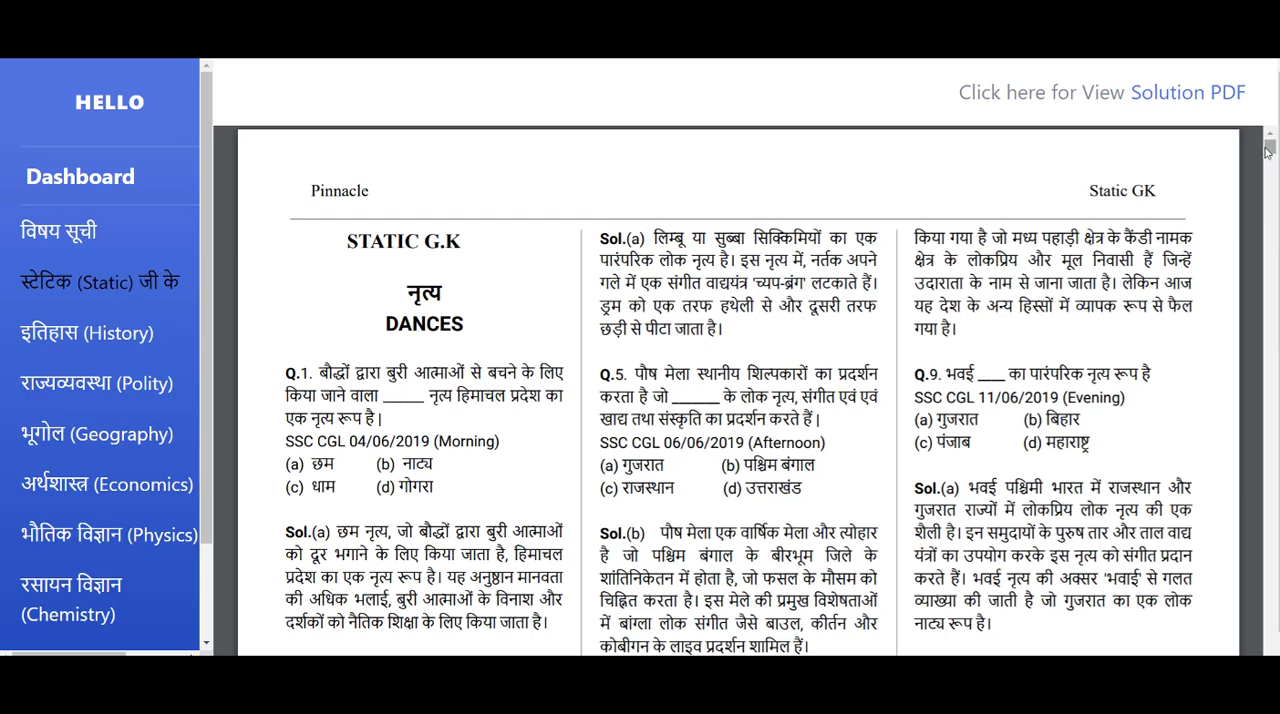 Click here for View Solution PDF
HELLO
Dashboard
विषय सूची
स्टेटिक (Static) जी के
इतिहास (History)
राज्यव्यवस्था (Polity)
भूगोल (Geography)
अर्थशास्त्र (Economics)
भौतिक विज्ञान (Physics)
रसायन विज्ञान
(Chemistry)
Pinnacle
Static GK
STATIC G.K
नृत्य
DANCES
Q.1. बौद्धों द्वारा बुरी आत्माओं से बचने के लिए
किया जाने वाला ______ नृत्य हिमाचल प्रदेश का
एक नृत्य रूप है|
SSC CGL 04/06/2019 (Morning)
(a) छम (b) नाट्य
(c) धाम (d) गोगरा
Sol.(a) छम नृत्य, जो बौद्धों द्वारा बुरी आत्माओं
को दूर भगाने के लिए किया जाता है, हिमाचल
प्रदेश का एक नृत्य रूप है। यह अनुष्ठान मानवता
की अधिक भलाई, बुरी आत्माओं के विनाश और
दर्शकों को नैतिक शिक्षा के लिए किया जाता है।
Sol.(a) लिम्बू या सुब्बा सिक्किमियों का एक
पारंपरिक लोक नृत्य है। इस नृत्य में, नर्तक अपने
गले में एक संगीत वाद्ययंत्र 'च्यप-ब्रंग' लटकाते हैं।
ड्रम को एक तरफ हथेली से और दूसरी तरफ
छड़ी से पीटा जाता है।
Q.5. पौष मेला स्थानीय शिल्पकारों का प्रदर्शन
करता है जो _______ के लोक नृत्य, संगीत एवं एवं
खाद्य तथा संस्कृति का प्रदर्शन करते हैं|
SSC CGL 06/06/2019 (Afternoon)
(a) गुजरात (b) पश्चिम बंगाल
(c) राजस्थान (d) उत्तराखंड
Sol.(b) पौष मेला एक वार्षिक मेला और त्योहार
है जो पश्चिम बंगाल के बीरभूम जिले के
शांतिनिकेतन में होता है, जो फसल के मौसम को
चिह्नित करता है। इस मेले की प्रमुख विशेषताओं
में बांग्ला लोक संगीत जैसे बाउल, कीर्तन और
कोबीगन के लाइव प्रदर्शन शामिल हैं।
किया गया है जो मध्य पहाड़ी क्षेत्र के कैंडी नामक
क्षेत्र के लोकप्रिय और मूल निवासी हैं जिन्हें
उदाराता के नाम से जाना जाता है। लेकिन आज
यह देश के अन्य हिस्सों में व्यापक रूप से फैल
गया है।
Q.9. भवई ____ का पारंपरिक नृत्य रूप है
SSC CGL 11/06/2019 (Evening)
(a) गुजरात (b) बिहार
(c) पंजाब (d) महाराष्ट्र
Sol.(a) भवई पश्चिमी भारत में राजस्थान और
गुजरात राज्यों में लोकप्रिय लोक नृत्य की एक
शैली है। इन समुदायों के पुरुष तार और ताल वाद्य
यंत्रों का उपयोग करके इस नृत्य को संगीत प्रदान
करते हैं। भवई नृत्य की अक्सर 'भवाई' से गलत
व्याख्या की जाती है जो गुजरात का एक लोक
नाट्य रूप है।